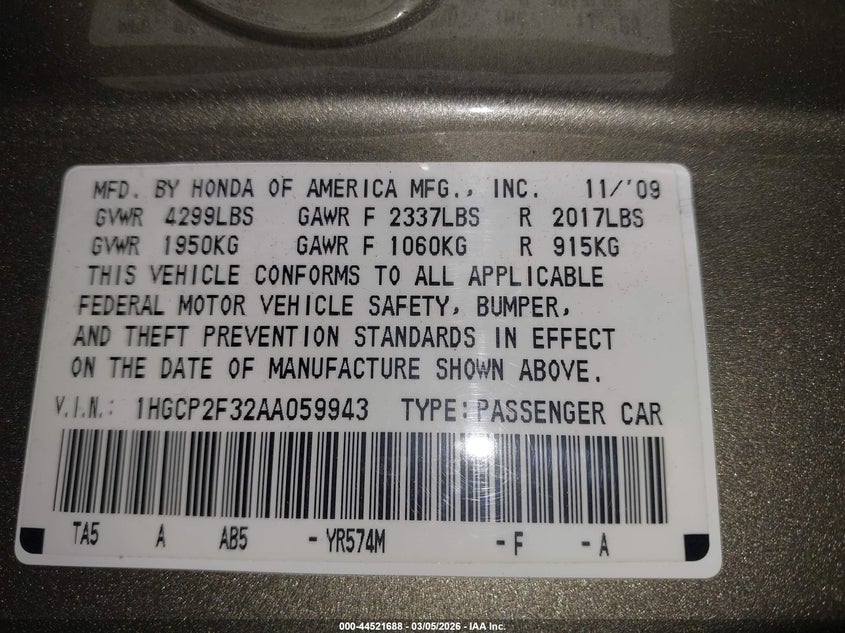 MFD. BY HONDA OF AMERICA MFG., INC. 11/'09
GVWR 4299LBS GAWR F 2337LBS R 2017LBS
GVWR 1950KG GAWR F 1060KG R 915KG
THIS VEHICLE CONFORMS TO ALL APPLICABLE
FEDERAL MOTOR VEHICLE SAFETY, BUMPER,
AND THEFT PREVENTION STANDARDS IN EFFECT
ON THE DATE OF MANUFACTURE SHOWN ABOVE.
V.I.N.: 1HGCP2F32AA059943 TYPE:PASSENGER CAR
TA5 A AB5 -YR574M -F -A
000-44521688 - 03/05/2026 - IAA Inc.